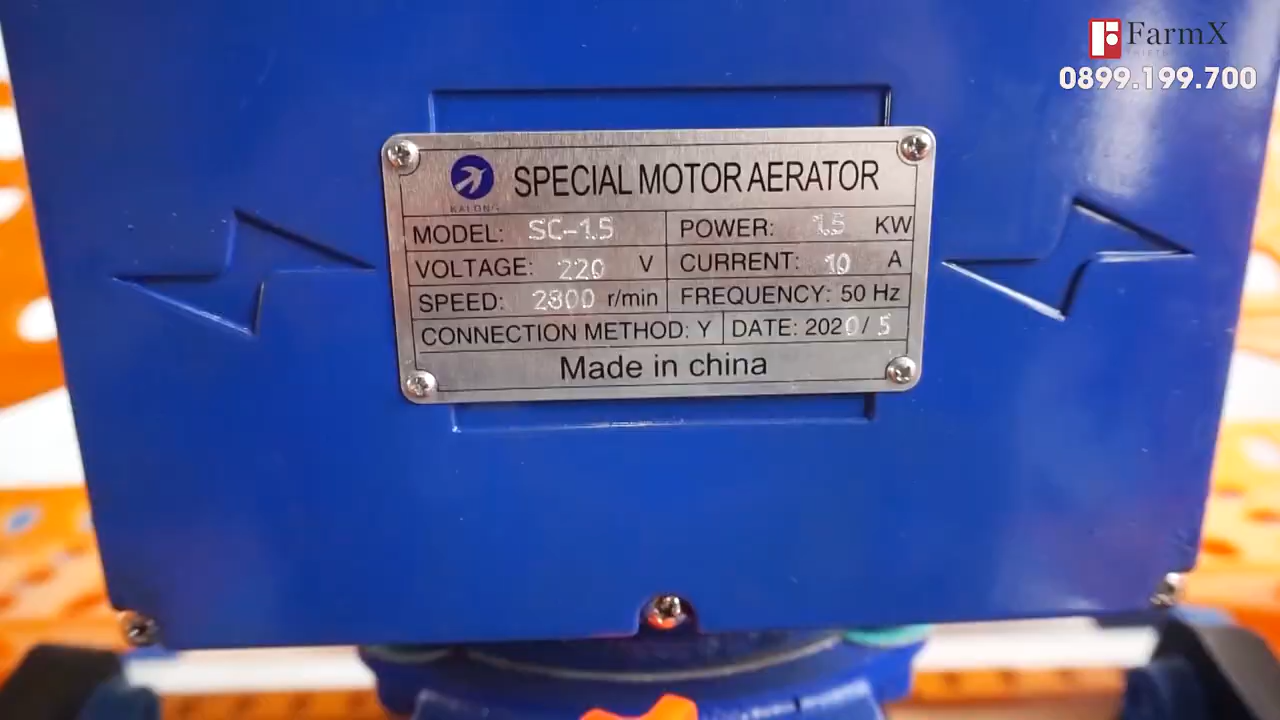 FarmX
0899.199.700
SPECIAL MOTOR AERATOR
KALONG
MODEL: SC-1.5 POWER: 1.5 KW
VOLTAGE: 220 V CURRENT: 10 A
SPEED: 2800 r/min FREQUENCY: 50 Hz
CONNECTION METHOD: Y DATE: 2020/5
Made in china